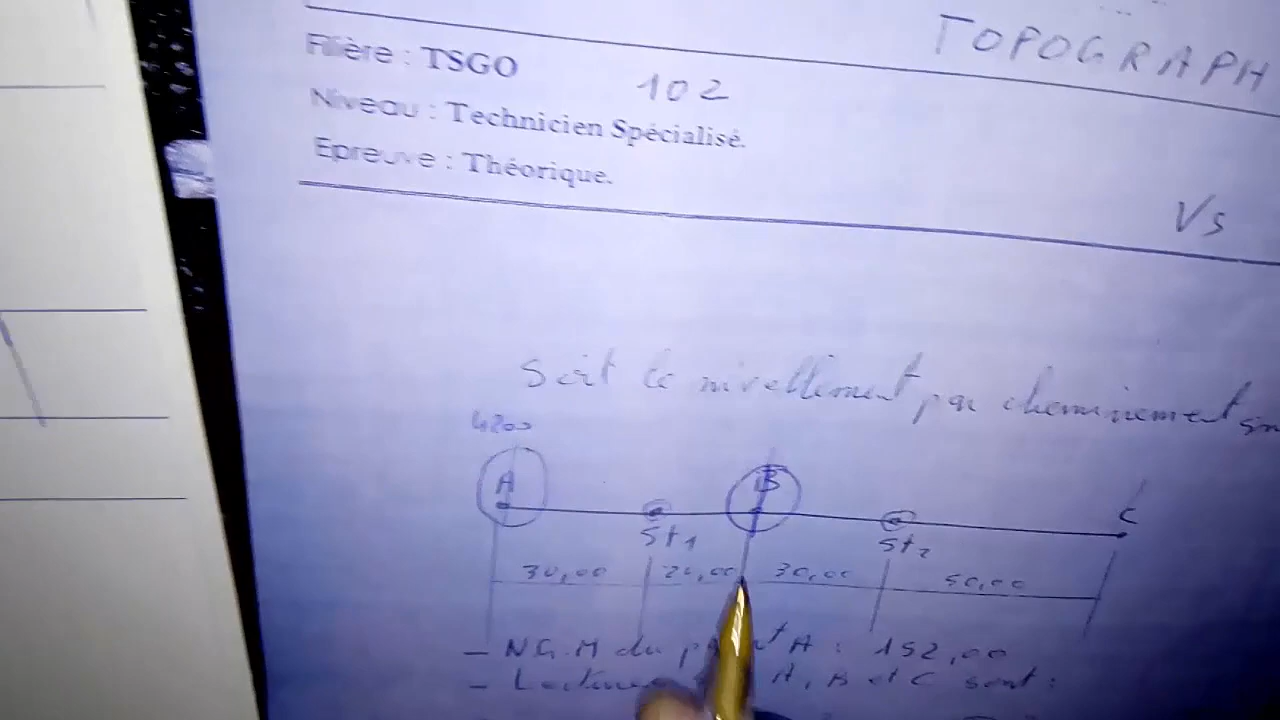 TOPOGRAPH
Filière : TSGO
102
Niveau : Technicien Spécialisé.
Epreuve : Théorique.
Vs
Soit le nivellement par cheminement
A B C
St1 St2
30,00 20,00 30,00 50,00
- N.G.M du point A : 152,00
- Lectures A, B et C sont :